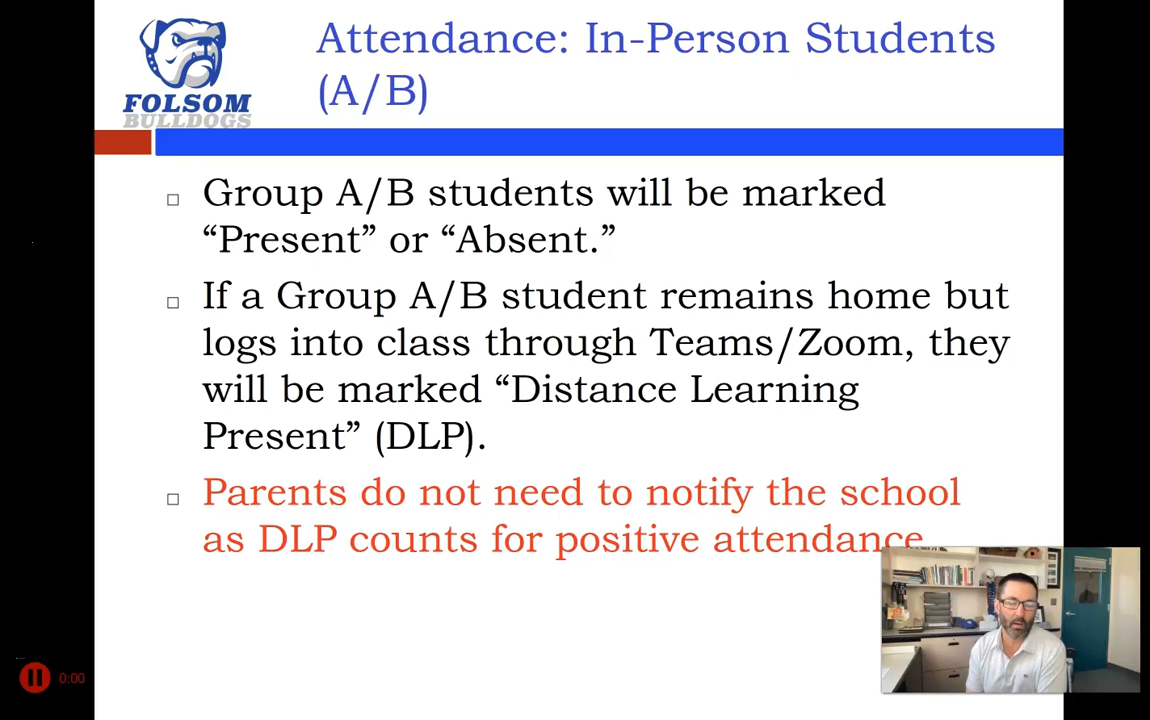 Attendance: In-Person Students
(A/B)
FOLSOM
BULLDOGS
Group A/B students will be marked
“Present” or “Absent.”
If a Group A/B student remains home but
logs into class through Teams/Zoom, they
will be marked “Distance Learning
Present” (DLP).
Parents do not need to notify the school
as DLP counts for positive attendance
0:00